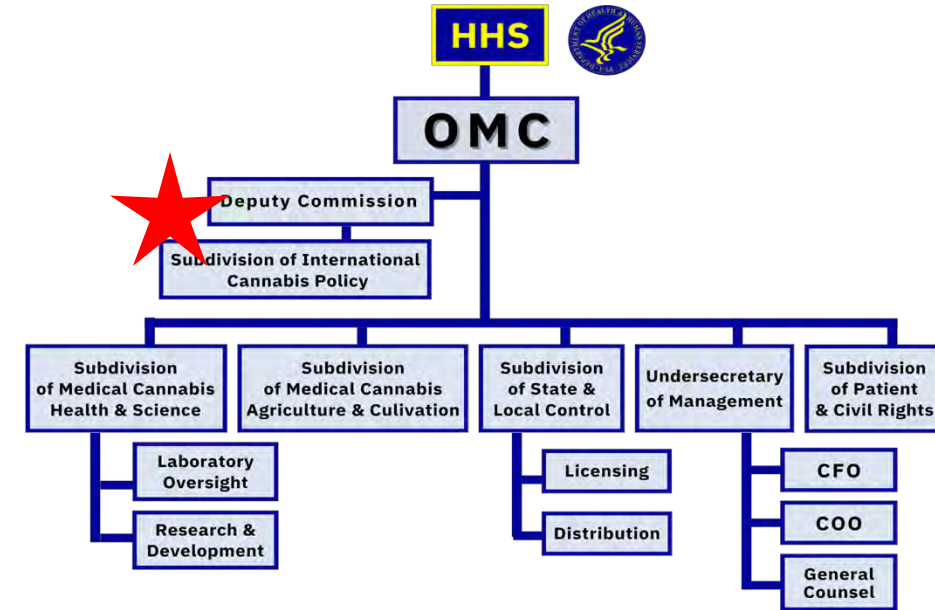 HHS
OMC
Deputy Commission
Subdivision of International
Cannabis Policy
Subdivision
of Medical Cannabis
Health & Science
Subdivision
of Medical Cannabis
Agriculture & Culivation
Subdivision
of State &
Local Control
Undersecretary
of Management
Subdivision
of Patient
& Civil Rights
Laboratory
Oversight
Research &
Development
Licensing
Distribution
CFO
COO
General
Counsel